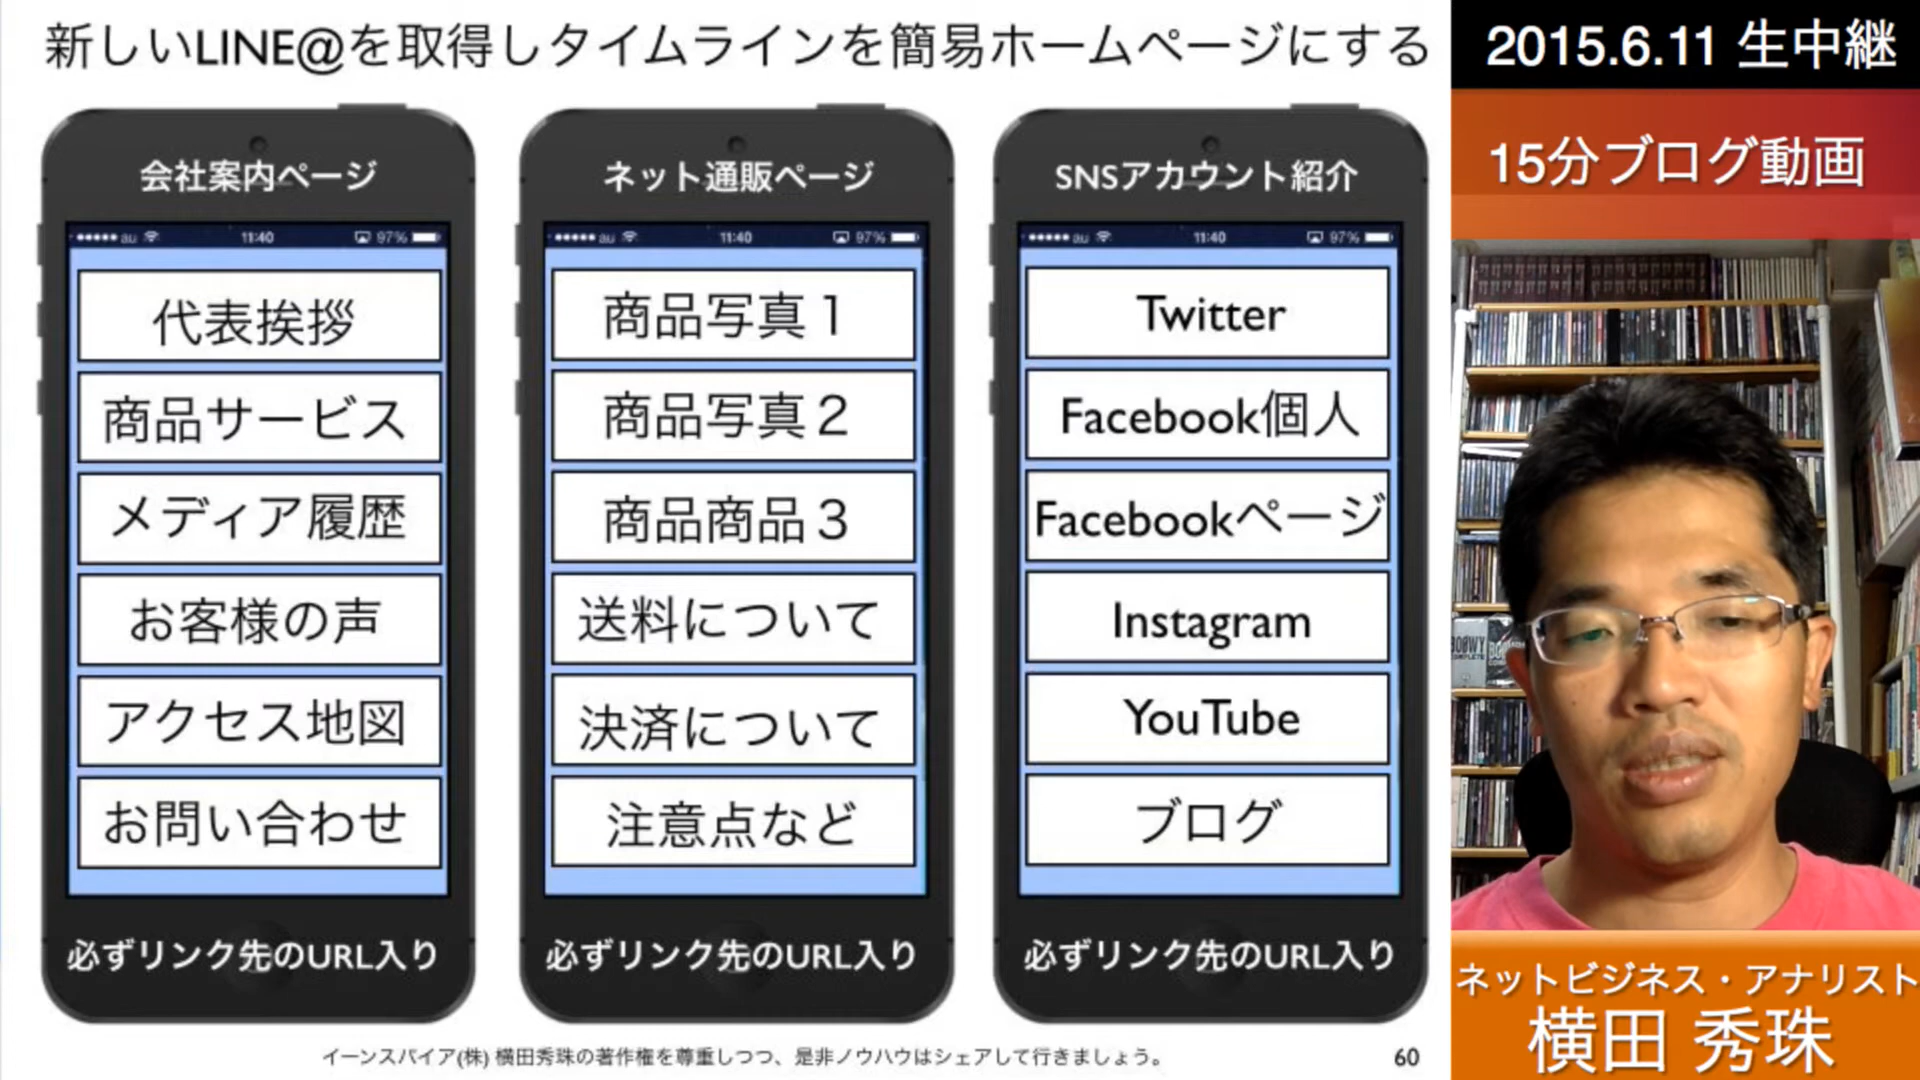 新しいLINE@を取得しタイムラインを簡易ホームページにする
会社案内ページ
au 11:40 97%
代表挨拶
商品サービス
メディア履歴
お客様の声
アクセス地図
お問い合わせ
必ずリンク先のURL入り
ネット通販ページ
au 11:40 97%
商品写真１
商品写真２
商品商品３
送料について
決済について
注意点など
必ずリンク先のURL入り
SNSアカウント紹介
au 11:40 97%
Twitter
Facebook個人
Facebookページ
Instagram
YouTube
ブログ
必ずリンク先のURL入り
イーンスパイア(株) 横田秀珠の著作権を尊重しつつ、是非ノウハウはシェアして行きましょう。
60
2015.6.11 生中継
15分ブログ動画
BOØWY
ネットビジネス・アナリスト
横田 秀珠